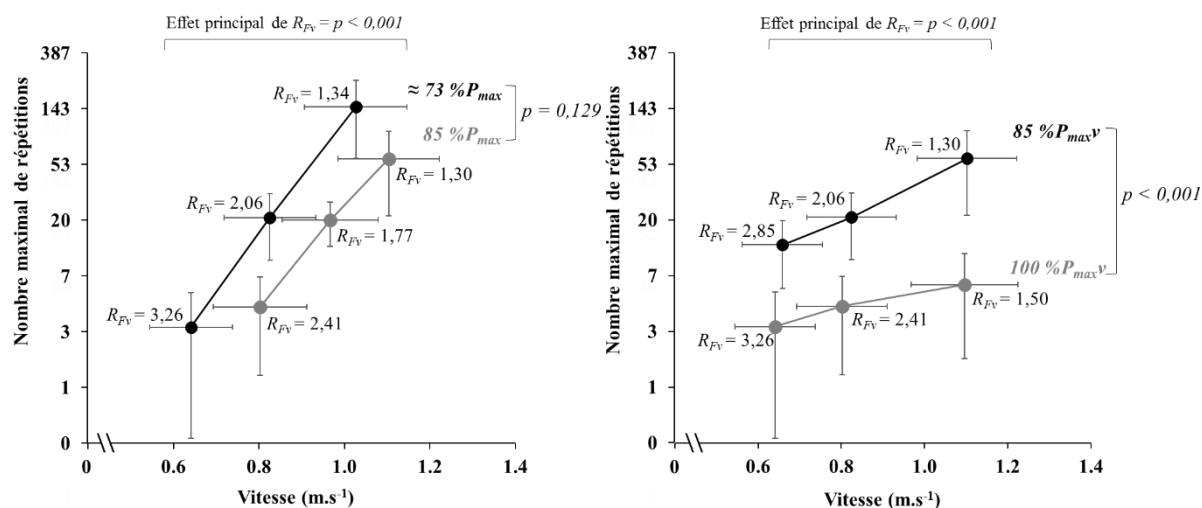 Effet principal de R_Fv = p < 0,001
Nombre maximal de répétitions
387
143
53
20
7
3
1
0
R_Fv = 1,34
≈ 73 %P_max
85 %P_max
p = 0,129
R_Fv = 1,30
R_Fv = 2,06
R_Fv = 1,77
R_Fv = 3,26
R_Fv = 2,41
0
0.6
0.8
1.0
1.2
1.4
Vitesse (m.s⁻¹)
Effet principal de R_Fv = p < 0,001
Nombre maximal de répétitions
387
143
53
20
7
3
1
0
85 %P_maxv
R_Fv = 1,30
R_Fv = 2,06
p < 0,001
R_Fv = 2,85
100 %P_maxv
R_Fv = 1,50
R_Fv = 2,41
R_Fv = 3,26
0
0.6
0.8
1.0
1.2
1.4
Vitesse (m.s⁻¹)